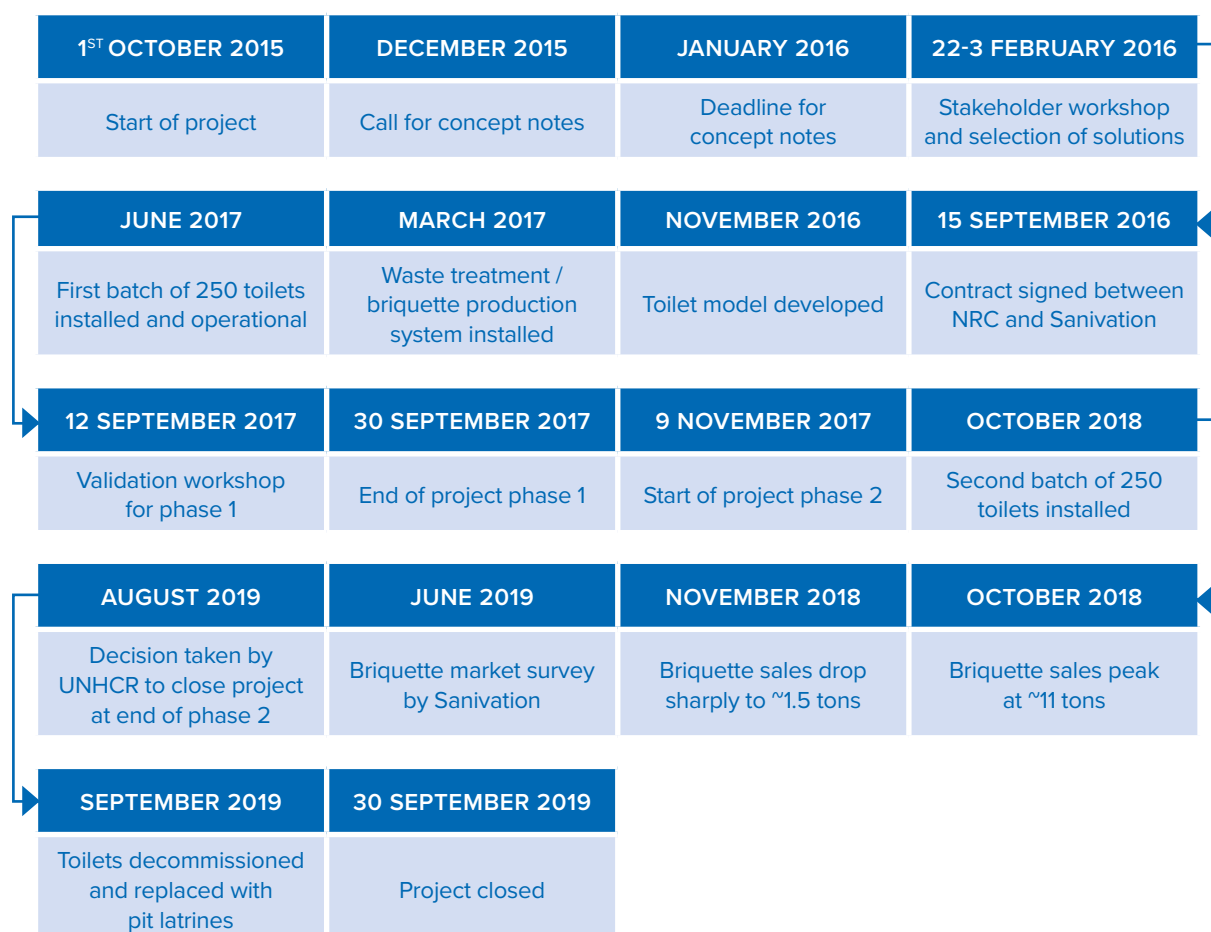 1ST OCTOBER 2015
Start of project
DECEMBER 2015
Call for concept notes
JANUARY 2016
Deadline for
concept notes
22-3 FEBRUARY 2016
Stakeholder workshop
and selection of solutions
15 SEPTEMBER 2016
Contract signed between
NRC and Sanivation
NOVEMBER 2016
Toilet model developed
MARCH 2017
Waste treatment /
briquette production
system installed
JUNE 2017
First batch of 250 toilets
installed and operational
12 SEPTEMBER 2017
Validation workshop
for phase 1
30 SEPTEMBER 2017
End of project phase 1
9 NOVEMBER 2017
Start of project phase 2
OCTOBER 2018
Second batch of 250
toilets installed
OCTOBER 2018
Briquette sales peak
at ~11 tons
NOVEMBER 2018
Briquette sales drop
sharply to ~1.5 tons
JUNE 2019
Briquette market survey
by Sanivation
AUGUST 2019
Decision taken by
UNHCR to close project
at end of phase 2
SEPTEMBER 2019
Toilets decommissioned
and replaced with
pit latrines
30 SEPTEMBER 2019
Project closed